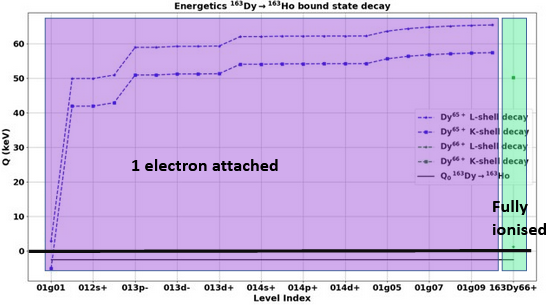 Energetics ¹⁶³Dy→¹⁶³Ho bound state decay
60
50
40
30
20
10
0
Q (keV)
Dy⁶⁵⁺ L-shell decay
Dy⁶⁵⁺ K-shell decay
Dy⁶⁶⁺ L-shell decay
Dy⁶⁶⁺ K-shell decay
Q₀ ¹⁶³Dy→¹⁶³Ho
1 electron attached
Fully
ionised
01g01 012s+ 013p- 013d- 013d+ 014s+ 014p+ 014d+ 01g05 01g07 01g09 163Dy66+
Level Index